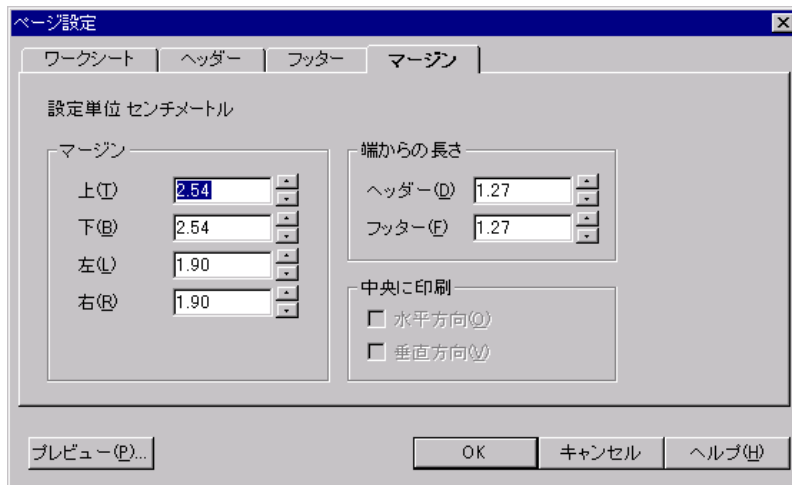 ページ設定
ワークシート ヘッダー フッター マージン
設定単位 センチメートル
マージン
上(T) 2.54
下(B) 2.54
左(L) 1.90
右(R) 1.90
端からの長さ
ヘッダー(D) 1.27
フッター(F) 1.27
中央に印刷
水平方向(O)
垂直方向(V)
プレビュー(P)... OK キャンセル ヘルプ(H)